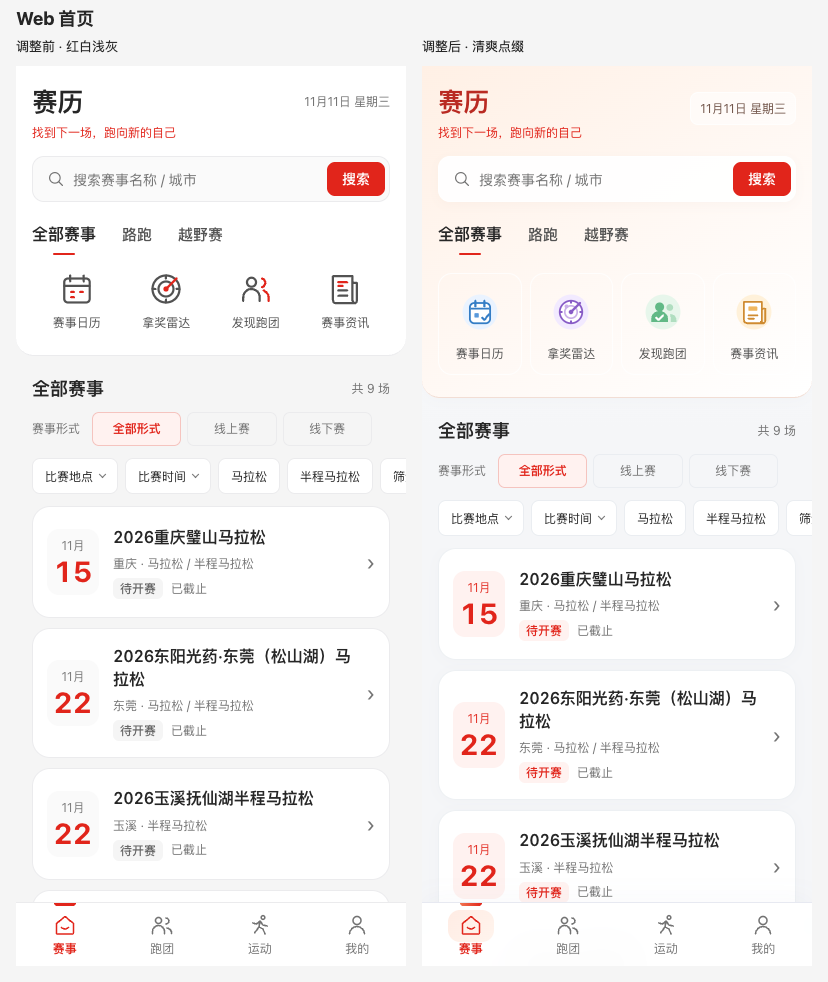 Web 首页
调整前 · 红白浅灰
赛历
11月11日 星期三
找到下一场，跑向新的自己
搜索赛事名称 / 城市
搜索
全部赛事 路跑 越野赛
赛事日历 拿奖雷达 发现跑团 赛事资讯
全部赛事
共 9 场
赛事形式 全部形式 线上赛 线下赛
比赛地点 比赛时间 马拉松 半程马拉松 筛
11月
15
2026重庆璧山马拉松
重庆 · 马拉松 / 半程马拉松
待开赛 已截止
11月
22
2026东阳光药·东莞（松山湖）马
拉松
东莞 · 马拉松 / 半程马拉松
待开赛 已截止
11月
22
2026玉溪抚仙湖半程马拉松
玉溪 · 半程马拉松
待开赛 已截止
赛事 跑团 运动 我的
调整后 · 清爽点缀
赛历
11月11日 星期三
找到下一场，跑向新的自己
搜索赛事名称 / 城市
搜索
全部赛事 路跑 越野赛
赛事日历 拿奖雷达 发现跑团 赛事资讯
全部赛事
共 9 场
赛事形式 全部形式 线上赛 线下赛
比赛地点 比赛时间 马拉松 半程马拉松 筛
11月
15
2026重庆璧山马拉松
重庆 · 马拉松 / 半程马拉松
待开赛 已截止
11月
22
2026东阳光药·东莞（松山湖）马
拉松
东莞 · 马拉松 / 半程马拉松
待开赛 已截止
11月
22
2026玉溪抚仙湖半程马拉松
玉溪 · 半程马拉松
待开赛 已截止
赛事 跑团 运动 我的